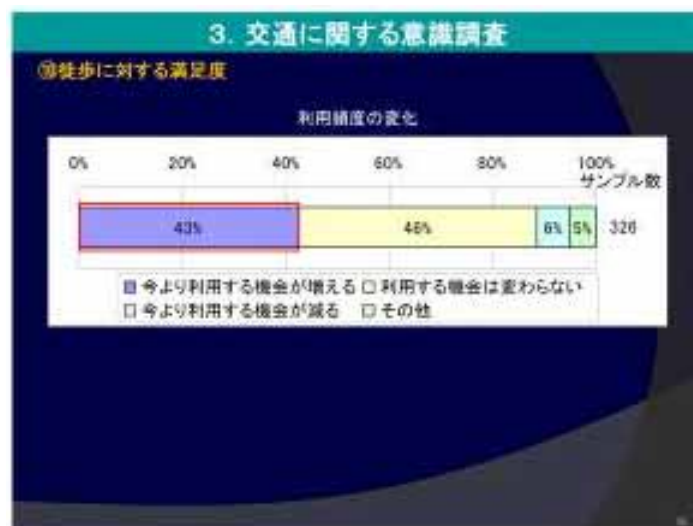 3. 交通に関する意識調査
⑩徒歩に対する満足度
利用頻度の変化
0% 20% 40% 60% 80% 100%
サンプル数
43% 46% 6% 5% 326
今より利用する機会が増える 利用する機会は変わらない
今より利用する機会が減る その他